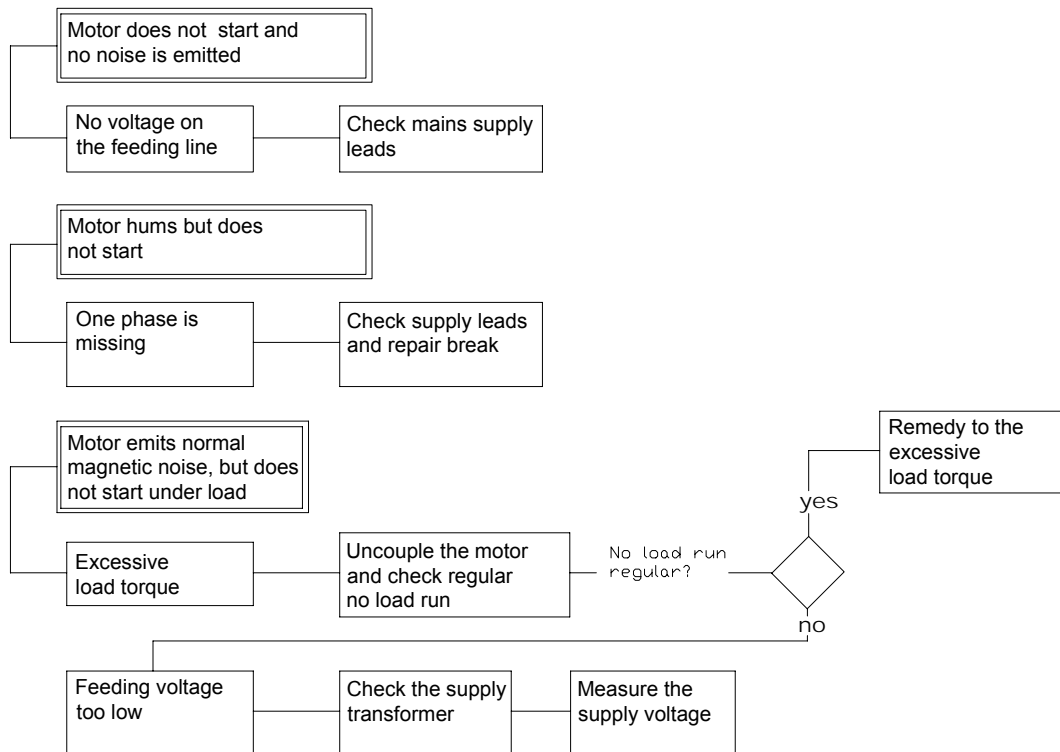 Motor does not start and
no noise is emitted
No voltage on
the feeding line
Check mains supply
leads
Motor hums but does
not start
One phase is
missing
Check supply leads
and repair break
Motor emits normal
magnetic noise, but does
not start under load
Remedy to the
excessive
load torque
yes
Excessive
load torque
Uncouple the motor
and check regular
no load run
No load run
regular?
no
Feeding voltage
too low
Check the supply
transformer
Measure the
supply voltage